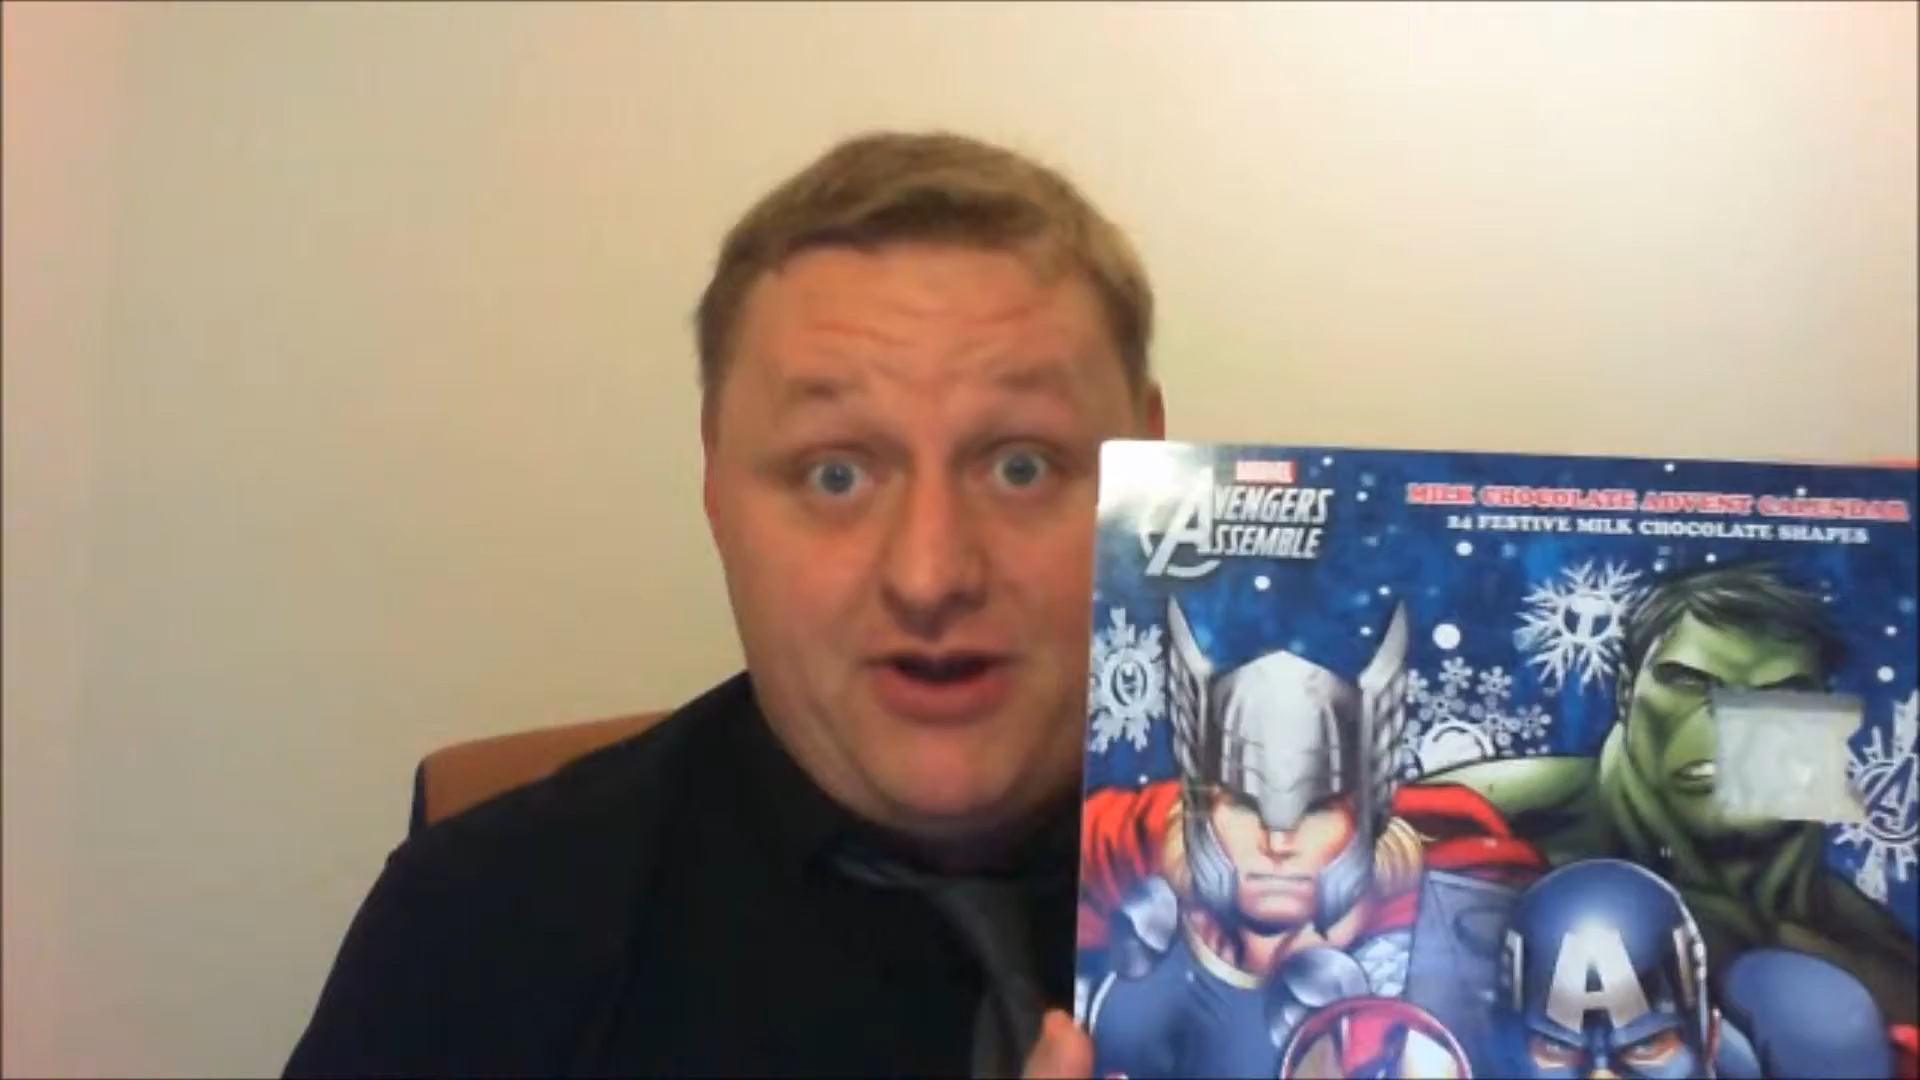 MARVEL
AVENGERS
ASSEMBLE
MILK CHOCOLATE ADVENT CALENDAR
24 FESTIVE MILK CHOCOLATE SHAPES
A
A